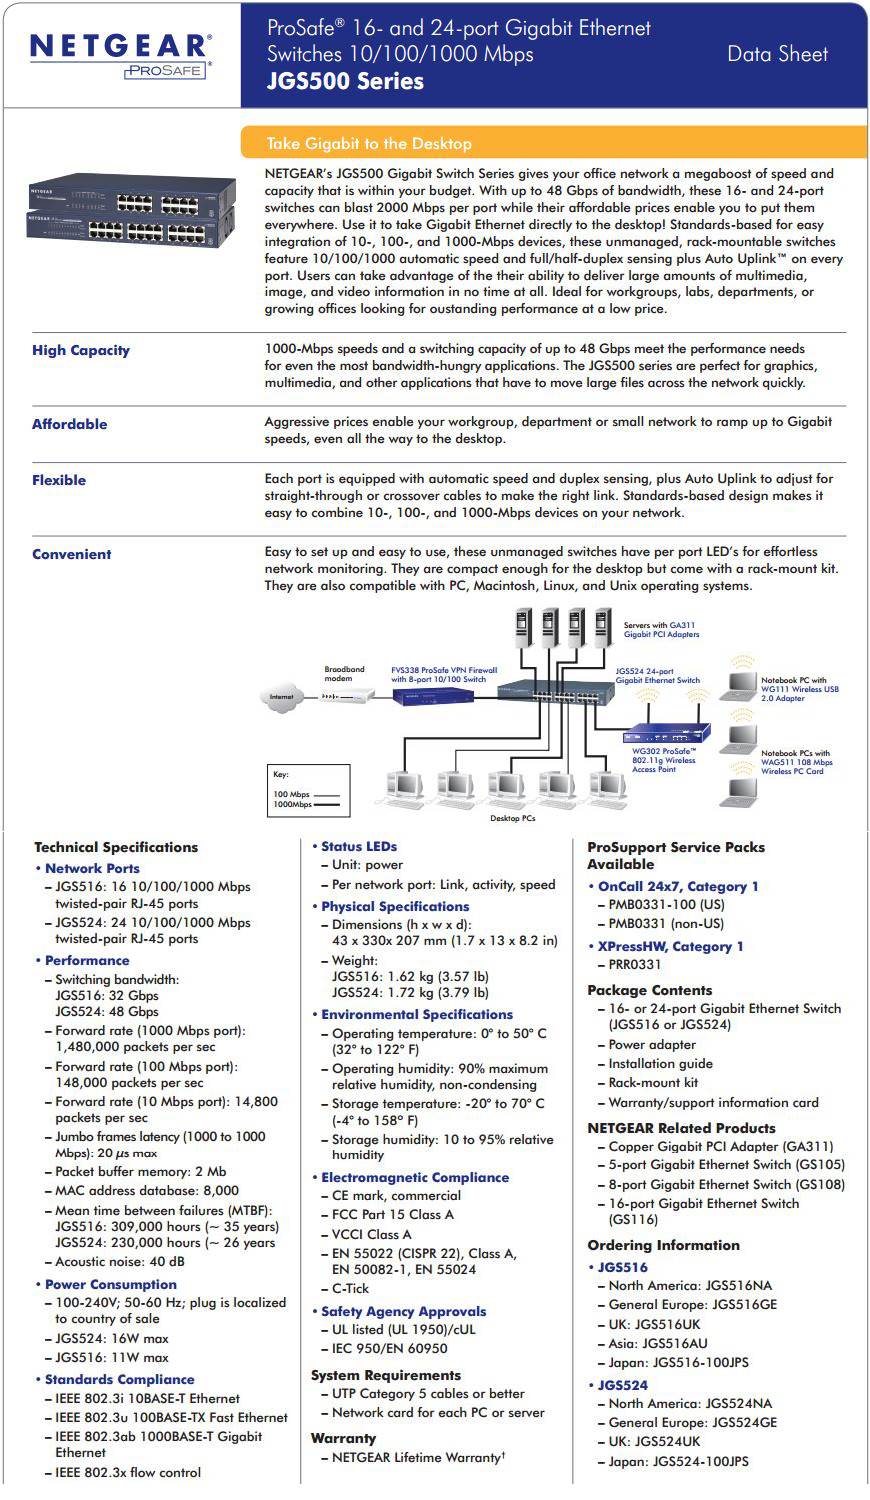 NETGEAR®
PROSAFE®
ProSafe® 16- and 24-port Gigabit Ethernet
Switches 10/100/1000 Mbps
JGS500 Series
Data Sheet
Take Gigabit to the Desktop
NETGEAR's JGS500 Gigabit Switch Series gives your office network a megaboost of speed and
capacity that is within your budget. With up to 48 Gbps of bandwidth, these 16- and 24-port
switches can blast 2000 Mbps per port while their affordable prices enable you to put them
everywhere. Use it to take Gigabit Ethernet directly to the desktop! Standards-based for easy
integration of 10-, 100-, and 1000-Mbps devices, these unmanaged, rack-mountable switches
feature 10/100/1000 automatic speed and full/half-duplex sensing plus Auto Uplink™ on every
port. Users can take advantage of the their ability to deliver large amounts of multimedia,
image, and video information in no time at all. Ideal for workgroups, labs, departments, or
growing offices looking for oustanding performance at a low price.
High Capacity
1000-Mbps speeds and a switching capacity of up to 48 Gbps meet the performance needs
for even the most bandwidth-hungry applications. The JGS500 series are perfect for graphics,
multimedia, and other applications that have to move large files across the network quickly.
Affordable
Aggressive prices enable your workgroup, department or small network to ramp up to Gigabit
speeds, even all the way to the desktop.
Flexible
Each port is equipped with automatic speed and duplex sensing, plus Auto Uplink to adjust for
straight-through or crossover cables to make the right link. Standards-based design makes it
easy to combine 10-, 100-, and 1000-Mbps devices on your network.
Convenient
Easy to set up and easy to use, these unmanaged switches have per port LED's for effortless
network monitoring. They are compact enough for the desktop but come with a rack-mount kit.
They are also compatible with PC, Macintosh, Linux, and Unix operating systems.
Servers with GA311
Gigabit PCI Adapters
Internet
Broadband
modem
FVS338 ProSafe VPN Firewall
with 8-port 10/100 Switch
JGS524 24-port
Gigabit Ethernet Switch
Notebook PC with
WG111 Wireless USB
2.0 Adapter
WG302 ProSafe™
802.11g Wireless
Access Point
Notebook PCs with
WAG511 108 Mbps
Wireless PC Card
Key:
100 Mbps
1000Mbps
Desktop PCs
Technical Specifications
• Network Ports
– JGS516: 16 10/100/1000 Mbps
twisted-pair RJ-45 ports
– JGS524: 24 10/100/1000 Mbps
twisted-pair RJ-45 ports
• Performance
– Switching bandwidth:
JGS516: 32 Gbps
JGS524: 48 Gbps
– Forward rate (1000 Mbps port):
1,480,000 packets per sec
– Forward rate (100 Mbps port):
148,000 packets per sec
– Forward rate (10 Mbps port): 14,800
packets per sec
– Jumbo frames latency (1000 to 1000
Mbps): 20 µs max
– Packet buffer memory: 2 Mb
– MAC address database: 8,000
– Mean time between failures (MTBF):
JGS516: 309,000 hours (~ 35 years)
JGS524: 230,000 hours (~ 26 years
– Acoustic noise: 40 dB
• Power Consumption
– 100-240V; 50-60 Hz; plug is localized
to country of sale
– JGS524: 16W max
– JGS516: 11W max
• Standards Compliance
– IEEE 802.3i 10BASE-T Ethernet
– IEEE 802.3u 100BASE-TX Fast Ethernet
– IEEE 802.3ab 1000BASE-T Gigabit
Ethernet
– IEEE 802.3x flow control
• Status LEDs
– Unit: power
– Per network port: Link, activity, speed
• Physical Specifications
– Dimensions (h x w x d):
43 x 330x 207 mm (1.7 x 13 x 8.2 in)
– Weight:
JGS516: 1.62 kg (3.57 lb)
JGS524: 1.72 kg (3.79 lb)
• Environmental Specifications
– Operating temperature: 0° to 50° C
(32° to 122° F)
– Operating humidity: 90% maximum
relative humidity, non-condensing
– Storage temperature: -20° to 70° C
(-4° to 158° F)
– Storage humidity: 10 to 95% relative
humidity
• Electromagnetic Compliance
– CE mark, commercial
– FCC Part 15 Class A
– VCCI Class A
– EN 55022 (CISPR 22), Class A,
EN 50082-1, EN 55024
– C-Tick
• Safety Agency Approvals
– UL listed (UL 1950)/cUL
– IEC 950/EN 60950
System Requirements
– UTP Category 5 cables or better
– Network card for each PC or server
Warranty
– NETGEAR Lifetime Warranty†
ProSupport Service Packs
Available
• OnCall 24x7, Category 1
– PMB0331-100 (US)
– PMB0331 (non-US)
• XPressHW, Category 1
– PRR0331
Package Contents
– 16- or 24-port Gigabit Ethernet Switch
(JGS516 or JGS524)
– Power adapter
– Installation guide
– Rack-mount kit
– Warranty/support information card
NETGEAR Related Products
– Copper Gigabit PCI Adapter (GA311)
– 5-port Gigabit Ethernet Switch (GS105)
– 8-port Gigabit Ethernet Switch (GS108)
– 16-port Gigabit Ethernet Switch
(GS116)
Ordering Information
• JGS516
– North America: JGS516NA
– General Europe: JGS516GE
– UK: JGS516UK
– Asia: JGS516AU
– Japan: JGS516-100JPS
• JGS524
– North America: JGS524NA
– General Europe: JGS524GE
– UK: JGS524UK
– Japan: JGS524-100JPS